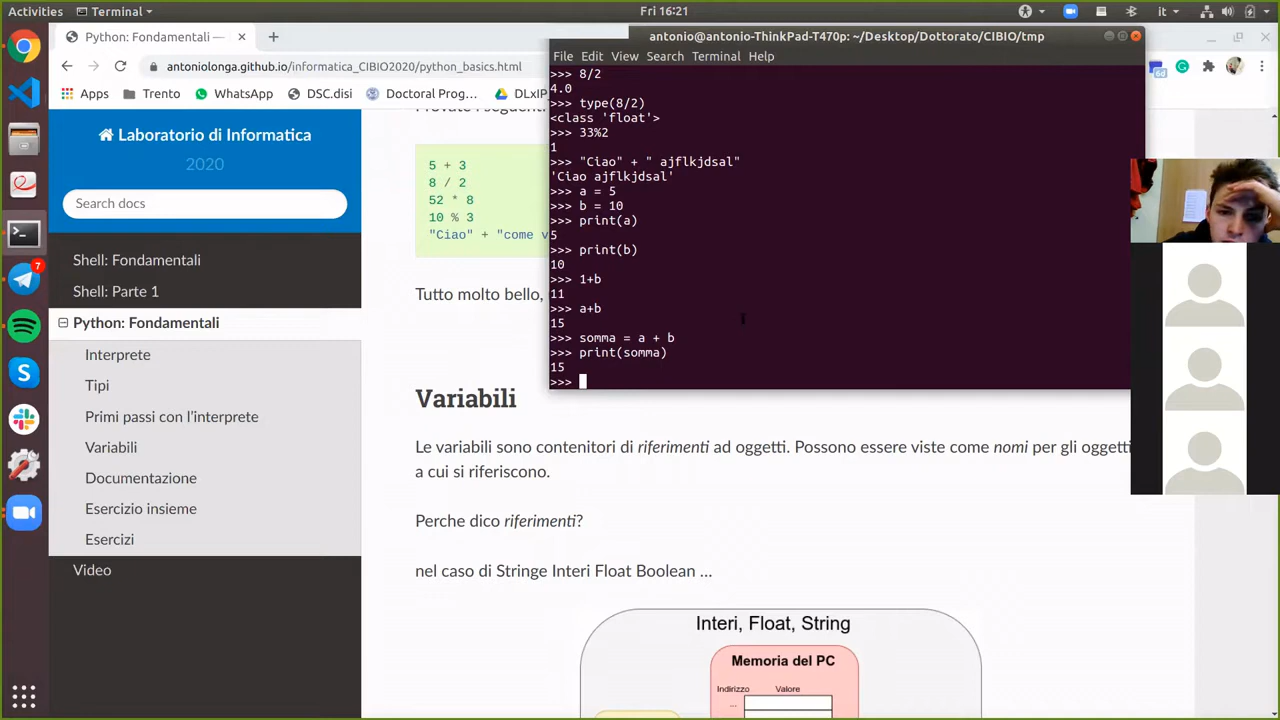 Activities
Terminal
Fri 16:21
it
Python: Fondamentali —
antoniolonga.github.io/informatica_CIBIO2020/python_basics.html
Apps
Trento
WhatsApp
DSC.disi
Doctoral Prog…
DLxIP
6d
7
Laboratorio di Informatica
2020
Search docs
Shell: Fondamentali
Shell: Parte 1
Python: Fondamentali
Interprete
Tipi
Primi passi con l'interprete
Variabili
Documentazione
Esercizio insieme
Esercizi
Video
5 + 3
8 / 2
52 * 8
10 % 3
"Ciao" + "come v
Tutto molto bello,
Variabili
Le variabili sono contenitori di riferimenti ad oggetti. Possono essere viste come nomi per gli oggetti
a cui si riferiscono.
Perche dico riferimenti?
nel caso di Stringe Interi Float Boolean ...
Interi, Float, String
Memoria del PC
Indirizzo Valore
...
antonio@antonio-ThinkPad-T470p: ~/Desktop/Dottorato/CIBIO/tmp
File Edit View Search Terminal Help
>>> 8/2
4.0
>>> type(8/2)
<class 'float'>
>>> 33%2
1
>>> "Ciao" + " ajflkjdsal"
'Ciao ajflkjdsal'
>>> a = 5
>>> b = 10
>>> print(a)
5
>>> print(b)
10
>>> 1+b
11
>>> a+b
15
>>> somma = a + b
>>> print(somma)
15
>>>